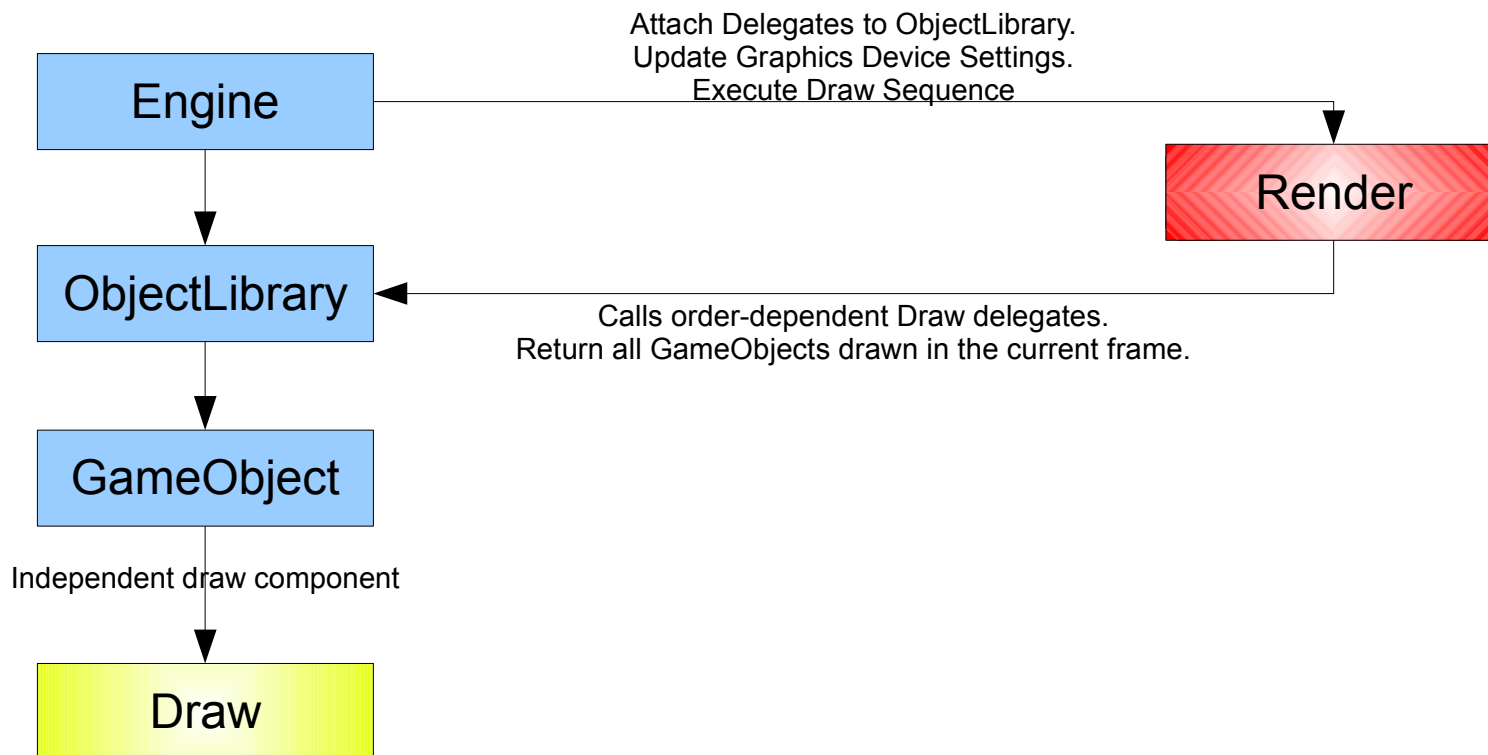 Attach Delegates to ObjectLibrary.
Update Graphics Device Settings.
Execute Draw Sequence
Engine
Render
ObjectLibrary
Calls order-dependent Draw delegates.
Return all GameObjects drawn in the current frame.
GameObject
Independent draw component
Draw